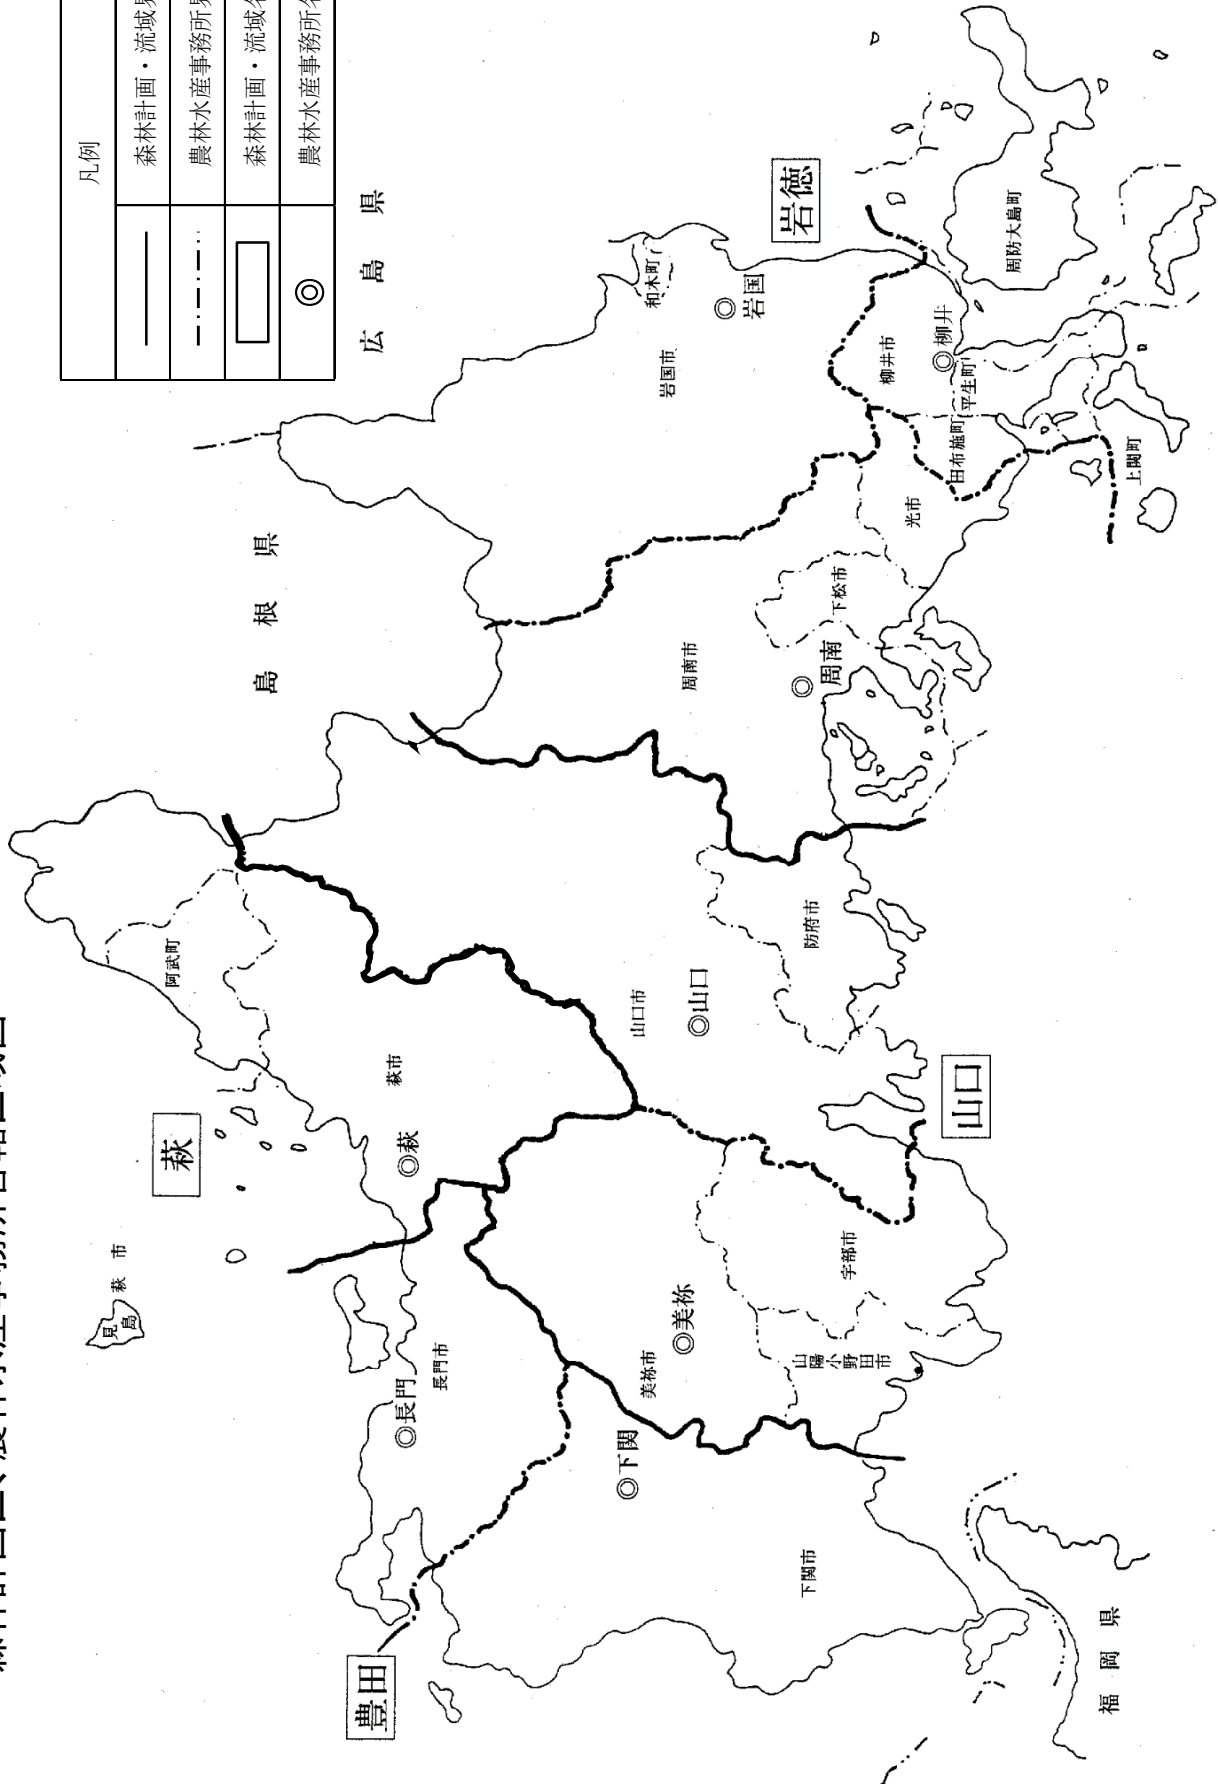 凡例
森林計画・流域界
農林水産事務所界
森林計画・流域名
農林水産事務所名
広島県
島根県
福岡県
岩徳
山口
萩
豊田
和木町
岩国
岩国市
周防大島町
柳井市
柳井
平生町
田布施町
上関町
光市
下松市
周南市
周南
防府市
山口市
山口
阿武町
萩市
萩
萩市
見島
宇部市
美祢
美祢市
山陽小野田市
長門市
長門
下関
下関市